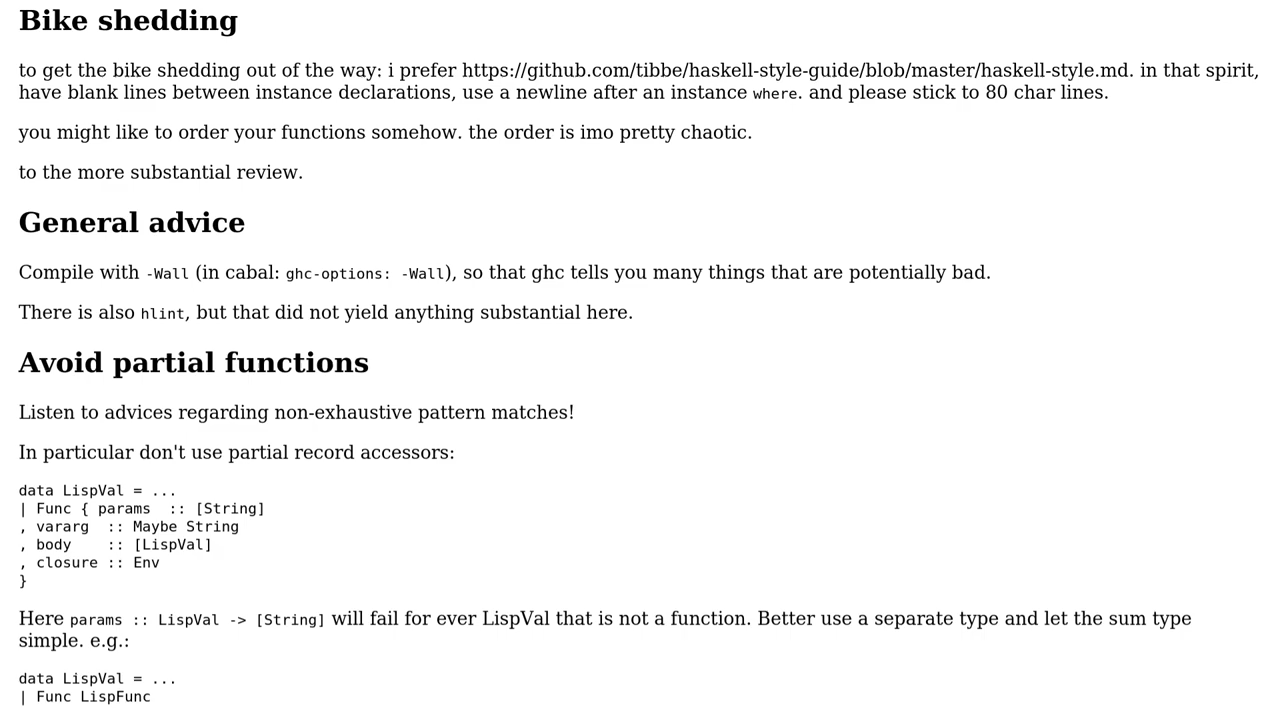 Bike shedding
to get the bike shedding out of the way: i prefer https://github.com/tibbe/haskell-style-guide/blob/master/haskell-style.md. in that spirit,
have blank lines between instance declarations, use a newline after an instance where. and please stick to 80 char lines.
you might like to order your functions somehow. the order is imo pretty chaotic.
to the more substantial review.
General advice
Compile with -Wall (in cabal: ghc-options: -Wall), so that ghc tells you many things that are potentially bad.
There is also hlint, but that did not yield anything substantial here.
Avoid partial functions
Listen to advices regarding non-exhaustive pattern matches!
In particular don't use partial record accessors:
data LispVal = ...
| Func { params  :: [String]
, vararg  :: Maybe String
, body    :: [LispVal]
, closure :: Env
}
Here params :: LispVal -> [String] will fail for ever LispVal that is not a function. Better use a separate type and let the sum type
simple. e.g.:
data LispVal = ...
| Func LispFunc